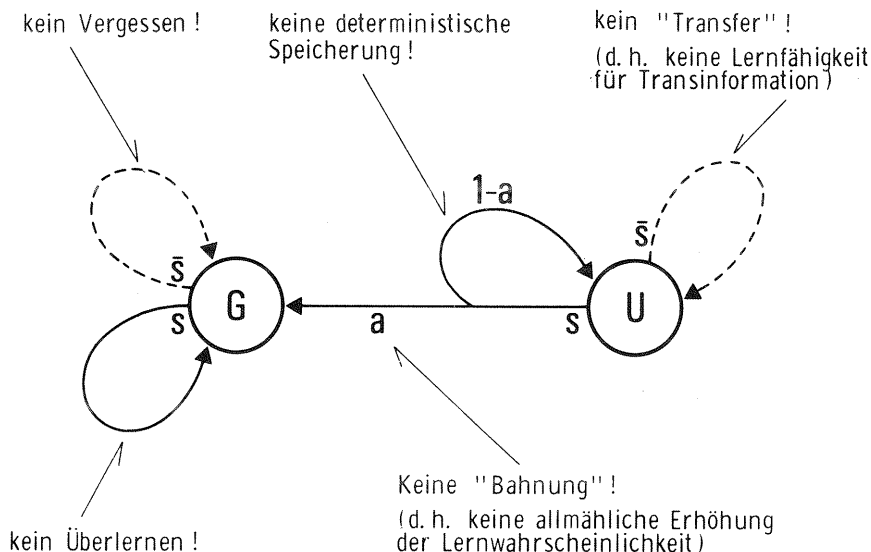 kein Vergessen!
keine deterministische
Speicherung!
kein "Transfer"!
(d.h. keine Lernfähigkeit
für Transinformation)
1-a
s̄
s̄
G
U
s
a
s
Keine "Bahnung"!
(d.h. keine allmähliche Erhöhung
der Lernwahrscheinlichkeit)
kein Überlernen!